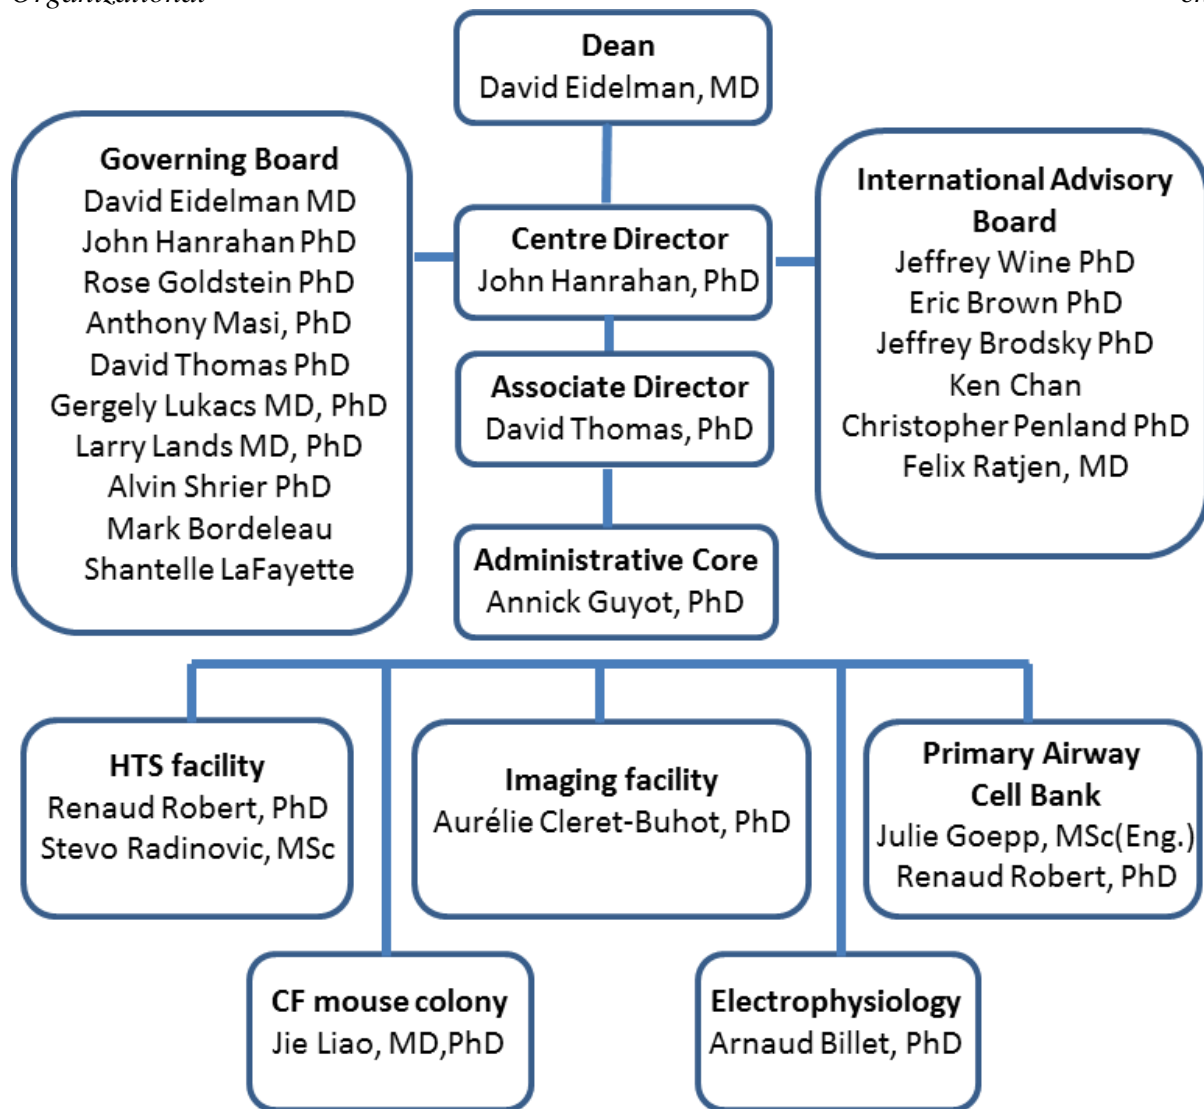 Organizational
Dean
David Eidelman, MD
Governing Board
David Eidelman MD
John Hanrahan PhD
Rose Goldstein PhD
Anthony Masi, PhD
David Thomas PhD
Gergely Lukacs MD, PhD
Larry Lands MD, PhD
Alvin Shrier PhD
Mark Bordeleau
Shantelle LaFayette
Centre Director
John Hanrahan, PhD
International Advisory
Board
Jeffrey Wine PhD
Eric Brown PhD
Jeffrey Brodsky PhD
Ken Chan
Christopher Penland PhD
Felix Ratjen, MD
Associate Director
David Thomas, PhD
Administrative Core
Annick Guyot, PhD
HTS facility
Renaud Robert, PhD
Stevo Radinovic, MSc
Imaging facility
Aurélie Cleret-Buhot, PhD
Primary Airway
Cell Bank
Julie Goepp, MSc(Eng.)
Renaud Robert, PhD
CF mouse colony
Jie Liao, MD,PhD
Electrophysiology
Arnaud Billet, PhD